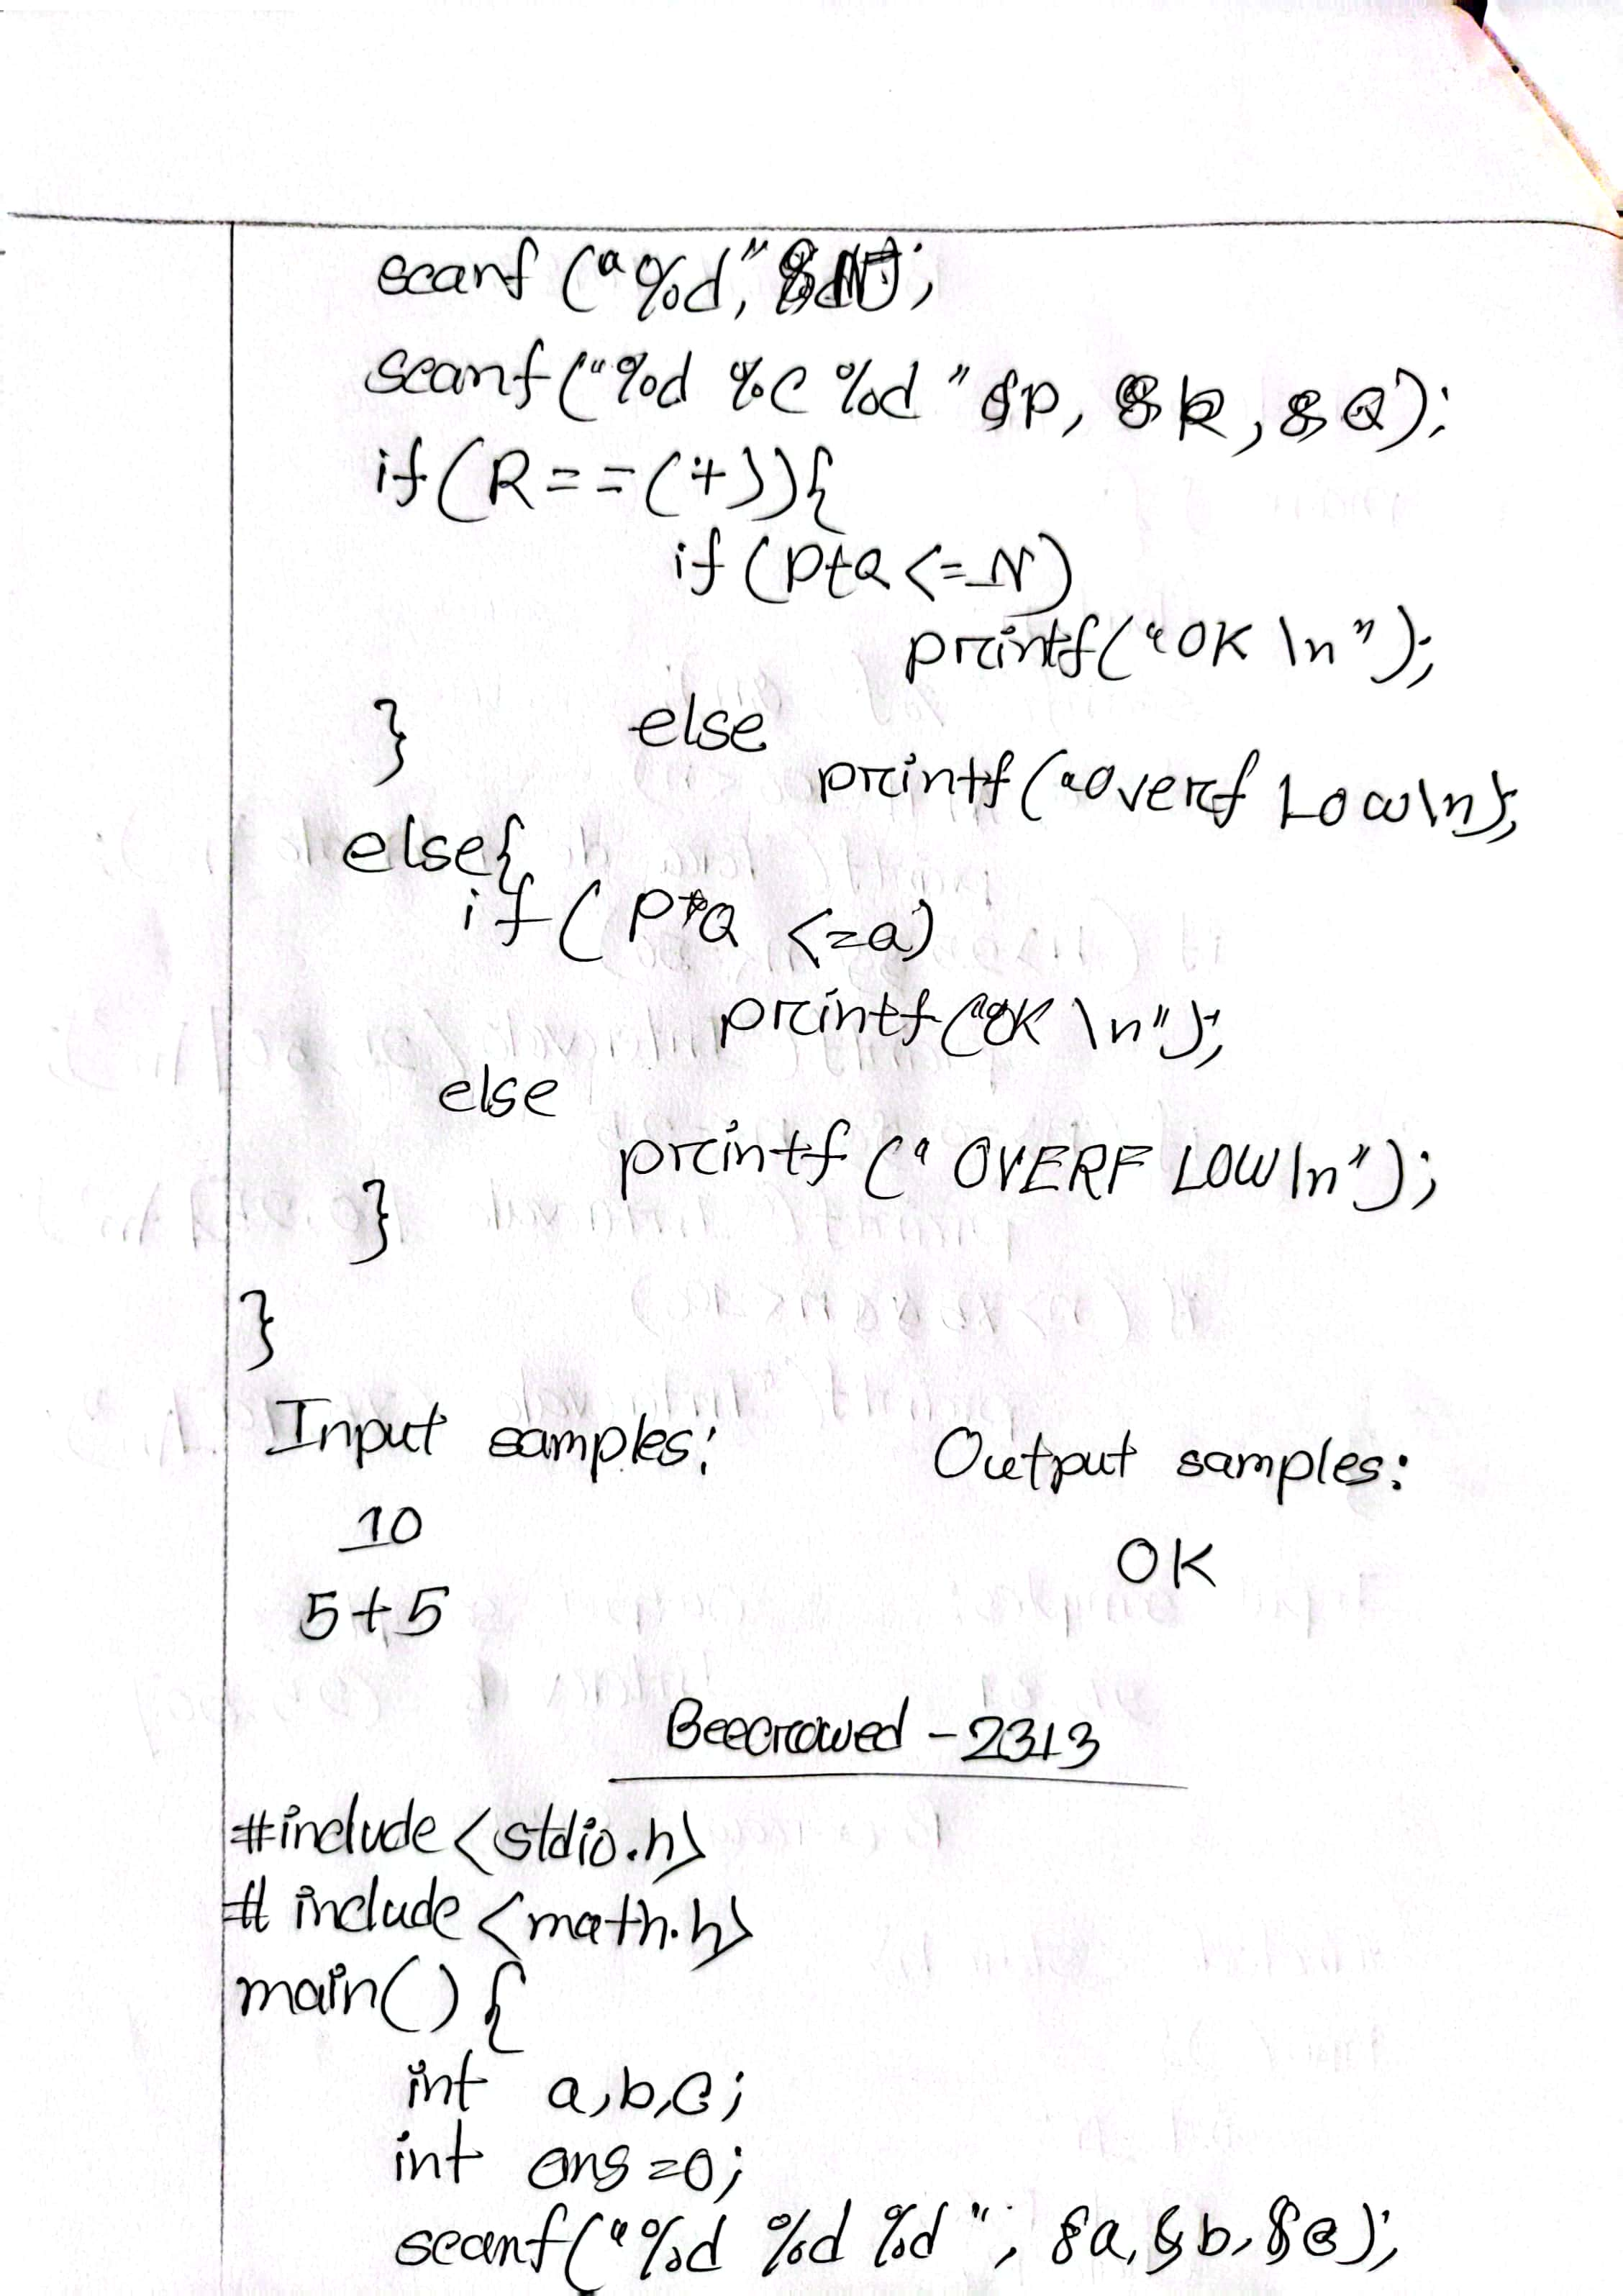 scanf ("%d," &N);
scanf ("%d %c %d " &P, &R, &Q);
if (R == (+)) {
if (P+Q <= N)
printf("OK \n");
} else
printf ("Overf Low\n);
else{
if ( P*Q <=a)
printf("OK \n");
else
printf (" OVERF LOW\n");
}
}
Input samples: Output samples:
10 OK
5+5
Beecrowed - 2313
#include <stdio.h>
# include <math.h>
main() {
int a,b,c;
int ans =0;
scanf("%d %d %d ", &a, &b, &c);